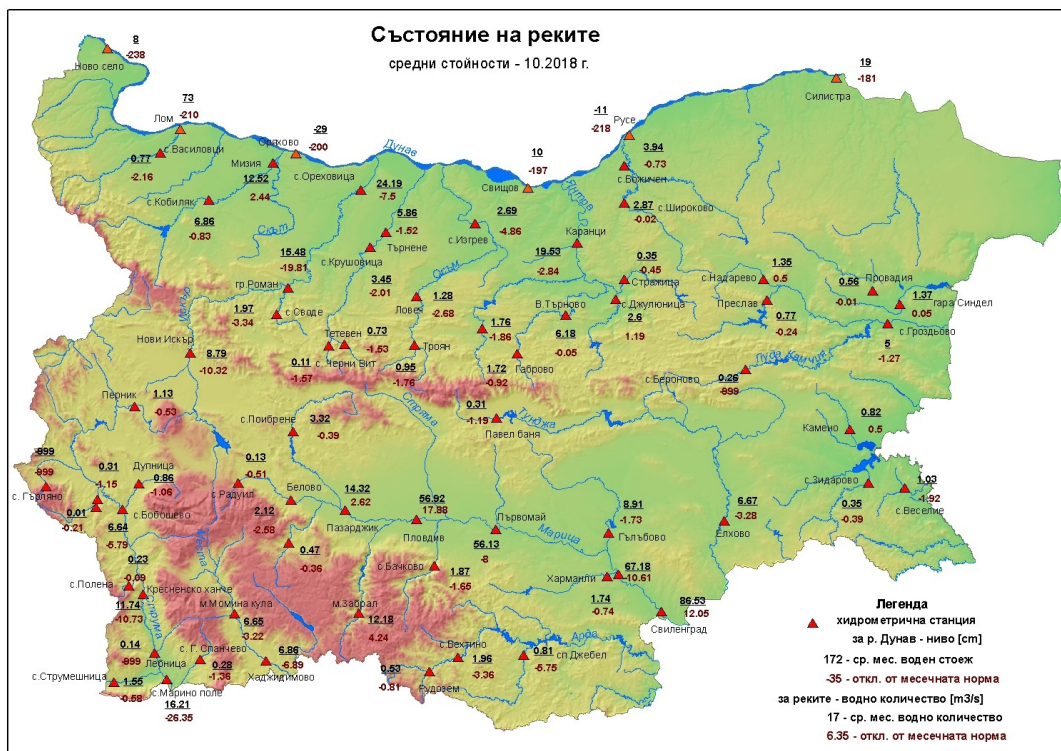 Състояние на реките
средни стойности - 10.2018 г.
8
-238
Ново село
19
-181
Силистра
73
-210
Лом
-29
-200
Оряхово
Дунав
-11
-218
Русе
10
-197
Свищов
Янтра
0.77
-2.16
с.Василовци
Мизия
12.52
2.44
с.Ореховица
24.19
-7.5
3.94
-0.73
с.Божичен
с.Кобиляк
6.86
-0.83
Скът
5.86
-1.52
Търнене
2.69
-4.86
с.Изгрев
2.87
-0.02
с.Широково
Каранци
19.53
-2.84
15.48
-19.81
с.Крушовица
3.45
-2.01
Осъм
гр.Роман
0.35
-0.45
Стражица
1.35
0.5
с.Надарево
Провадия
0.56
-0.01
1.37
0.05
гара Синдел
1.97
-3.34
с.Своде
Искър
Ловеч
1.28
-2.68
В.Търново
6.18
-0.05
с.Джулюница
2.6
1.19
Преслав
0.77
-0.24
с.Гроздьово
5
-1.27
Нови Искър
8.79
-10.32
Тетевен
0.73
-1.53
с.Черни Вит
0.11
-1.57
Троян
0.95
-1.76
1.76
-1.86
Габрово
1.72
-0.92
Луда Камчия
с.Бероново
0.26
-999
Перник
1.13
-0.53
с.Поибрене
3.32
-0.39
Стряма
0.31
-1.19
Павел баня
Тунджа
0.82
0.5
Камено
-999
-999
с. Гърляно
0.31
-1.15
0.01
-0.21
Дупница
0.86
-1.06
с.Бобошево
6.64
-5.79
0.13
-0.51
с.Радуил
Белово
2.12
-2.58
14.32
2.62
Пазарджик
56.92
17.88
Пловдив
Първомай
56.13
-8
Марица
8.91
-1.73
Гълъбово
6.67
-3.28
Елхово
с.Зидарово
0.35
-0.39
1.03
-1.92
с.Веселие
0.47
-0.36
Места
0.23
-0.09
с.Полена
Кресненско ханче
11.74
-10.73
Струма
м.Момина кула
6.65
-3.22
м.Забрал
12.18
4.24
с.Бачково
1.87
-1.65
Харманли
67.18
-10.61
1.74
-0.74
86.53
12.05
Свиленград
0.14
-999
Лебница
с. Г. Спанчево
0.28
-1.36
6.86
-6.89
Хаджидимово
с.Струмешница
1.55
-0.58
с.Марино поле
16.21
-26.35
с.Вехтино
1.96
-3.36
0.53
-0.81
Рудозем
Арда
0.81
-5.75
сп.Джебел
Легенда
хидрометрична станция
за р. Дунав - ниво [cm]
172 - ср. мес. воден стоеж
-35 - откл. от месечната норма
за реките - водно количество [m3/s]
17 - ср. мес. водно количество
6.35 - откл. от месечната норма